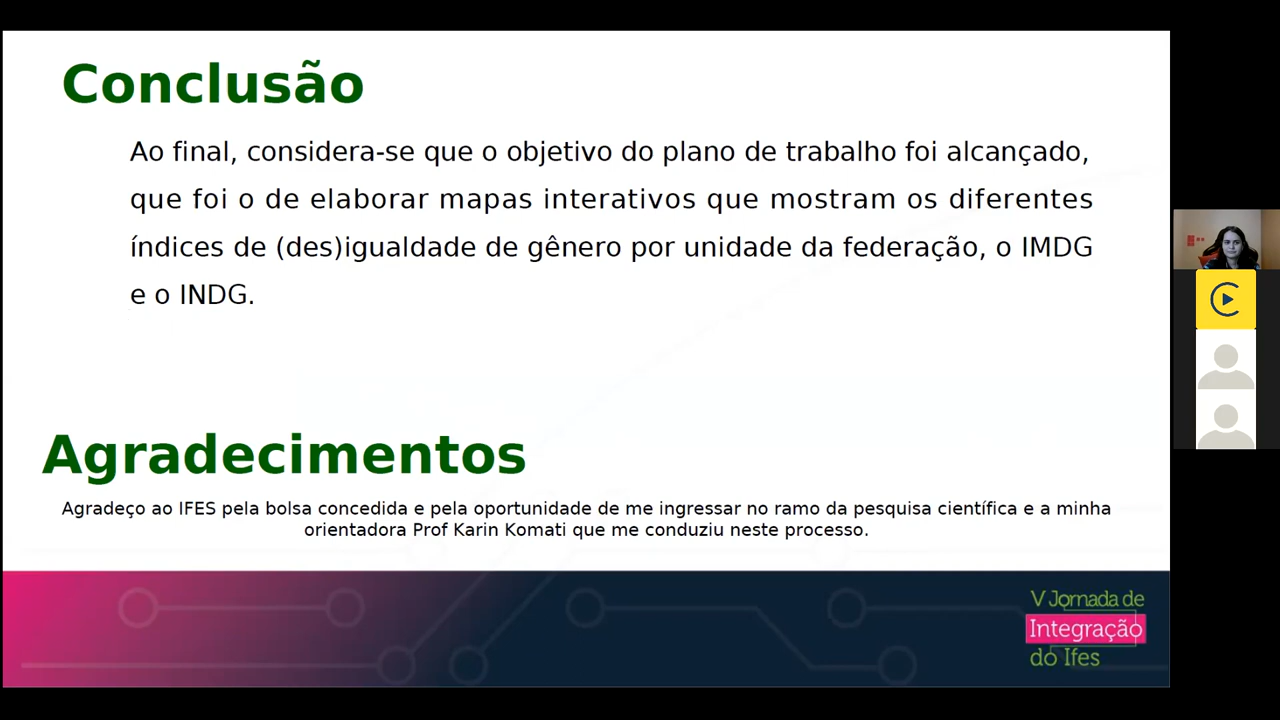 Conclusão
Ao final, considera-se que o objetivo do plano de trabalho foi alcançado,
que foi o de elaborar mapas interativos que mostram os diferentes
índices de (des)igualdade de gênero por unidade da federação, o IMDG
e o INDG.
Agradecimentos
Agradeço ao IFES pela bolsa concedida e pela oportunidade de me ingressar no ramo da pesquisa científica e a minha
orientadora Prof Karin Komati que me conduziu neste processo.
V Jornada de
Integração
do Ifes